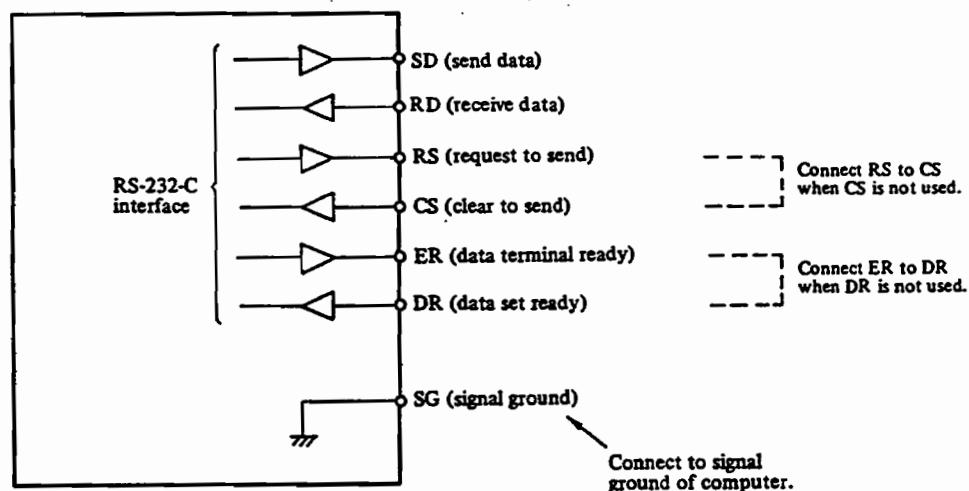 SD (send data)
RD (receive data)
RS (request to send)
Connect RS to CS
when CS is not used.
RS-232-C
interface
CS (clear to send)
ER (data terminal ready)
Connect ER to DR
when DR is not used.
DR (data set ready)
SG (signal ground)
Connect to signal
ground of computer.